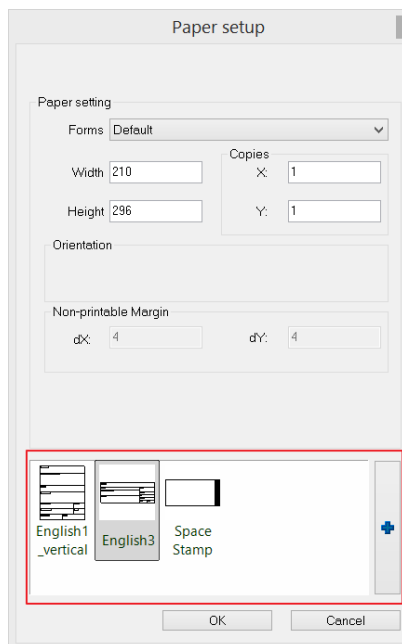 Paper setup
Paper setting
Forms Default
Copies
Width 210 X: 1
Height 296 Y: 1
Orientation
Non-printable Margin
dX: 4 dY: 4
English1
_vertical
English3
Space
Stamp
OK Cancel